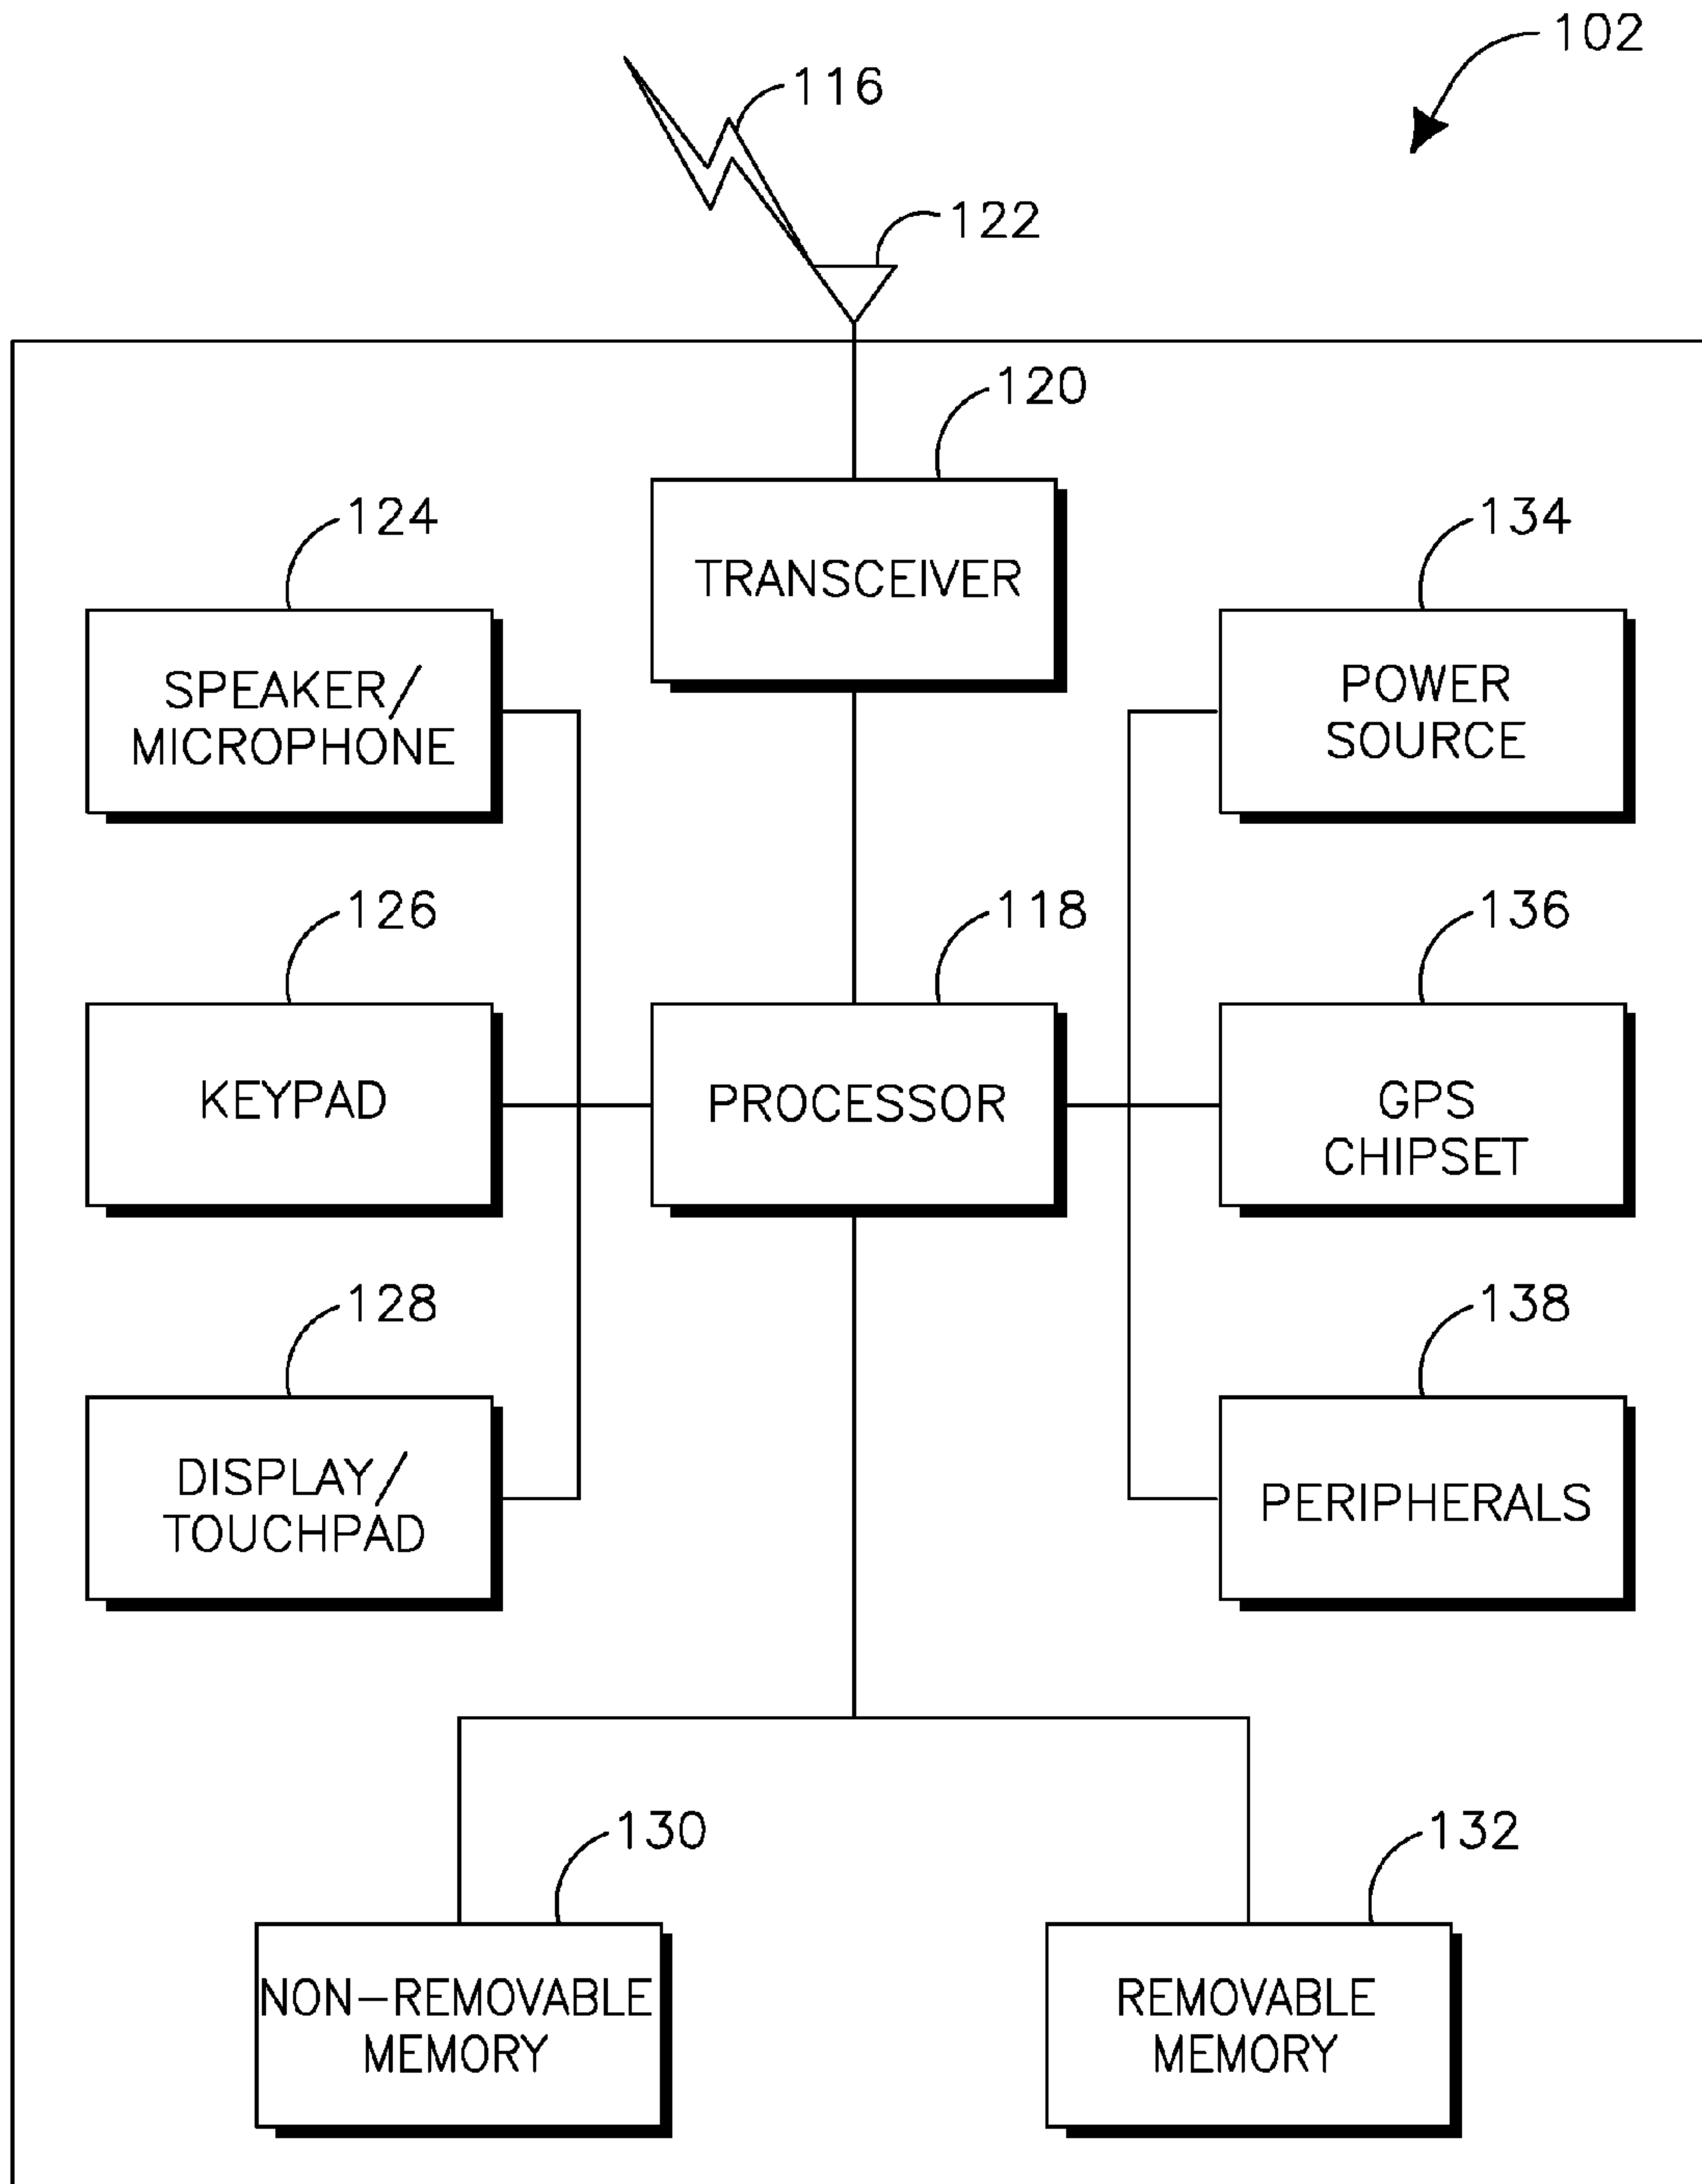 102
116
122
120
TRANSCEIVER
124
SPEAKER/
MICROPHONE
134
POWER
SOURCE
126
KEYPAD
118
PROCESSOR
136
GPS
CHIPSET
128
DISPLAY/
TOUCHPAD
138
PERIPHERALS
130
NON-REMOVABLE
MEMORY
132
REMOVABLE
MEMORY